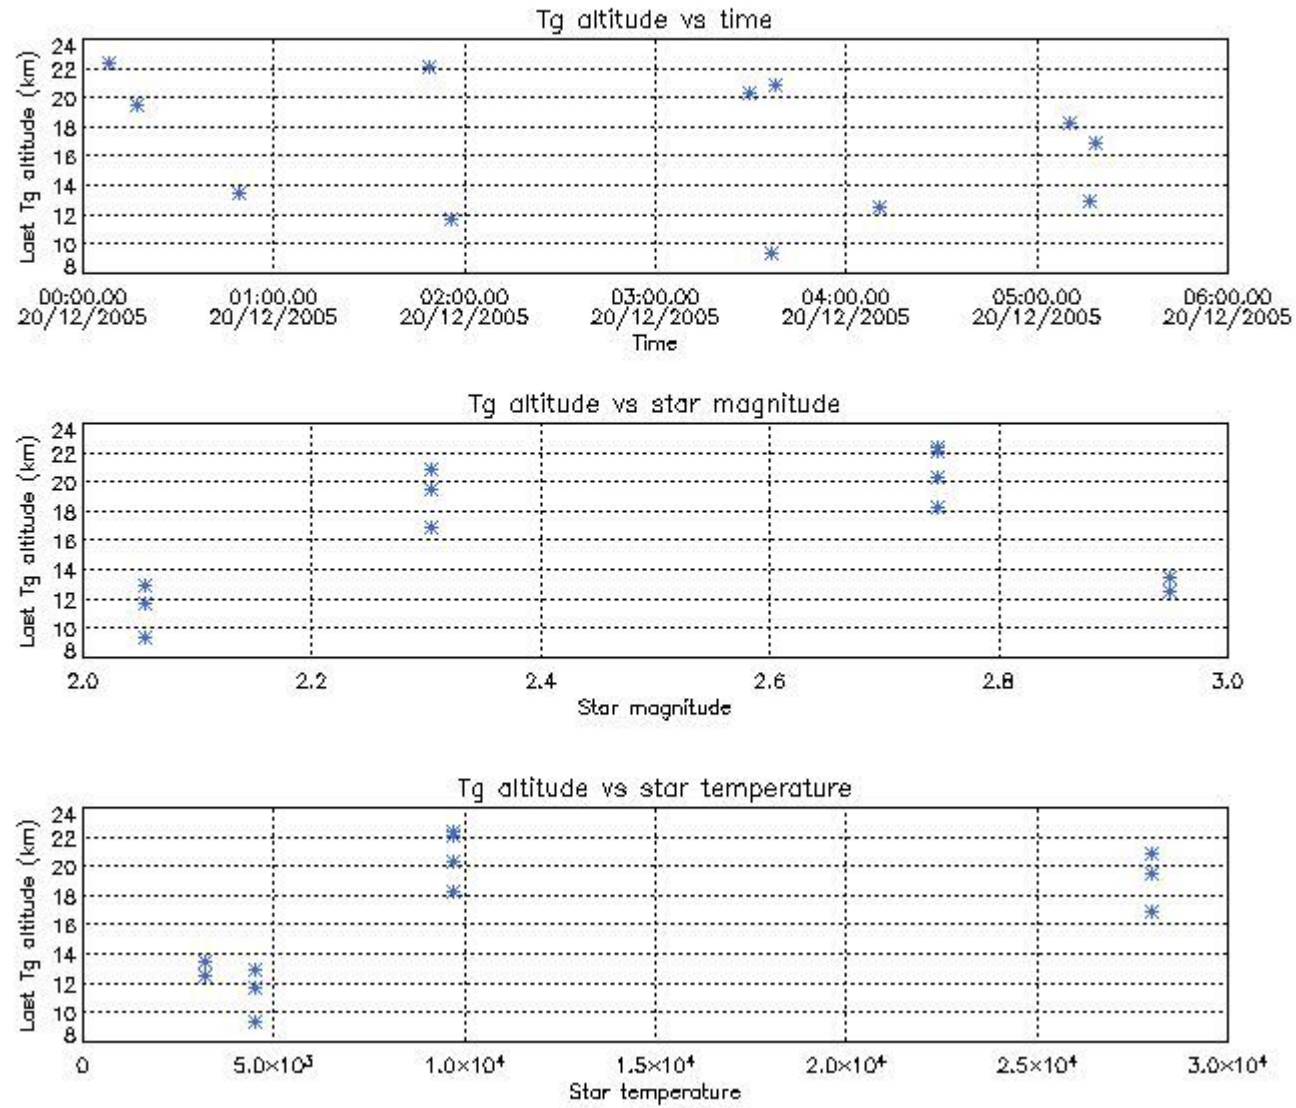 Tg altitude vs time
Last Tg altitude (km)
24
22
20
18
16
14
12
10
8
00:00.00 01:00.00 02:00.00 03:00.00 04:00.00 05:00.00 06:00.00
20/12/2005 20/12/2005 20/12/2005 20/12/2005 20/12/2005 20/12/2005 20/12/2005
Time
Tg altitude vs star magnitude
Last Tg altitude (km)
24
22
20
18
16
14
12
10
8
2.0 2.2 2.4 2.6 2.8 3.0
Star magnitude
Tg altitude vs star temperature
Last Tg altitude (km)
24
22
20
18
16
14
12
10
8
0 5.0×10³ 1.0×10⁴ 1.5×10⁴ 2.0×10⁴ 2.5×10⁴ 3.0×10⁴
Star temperature